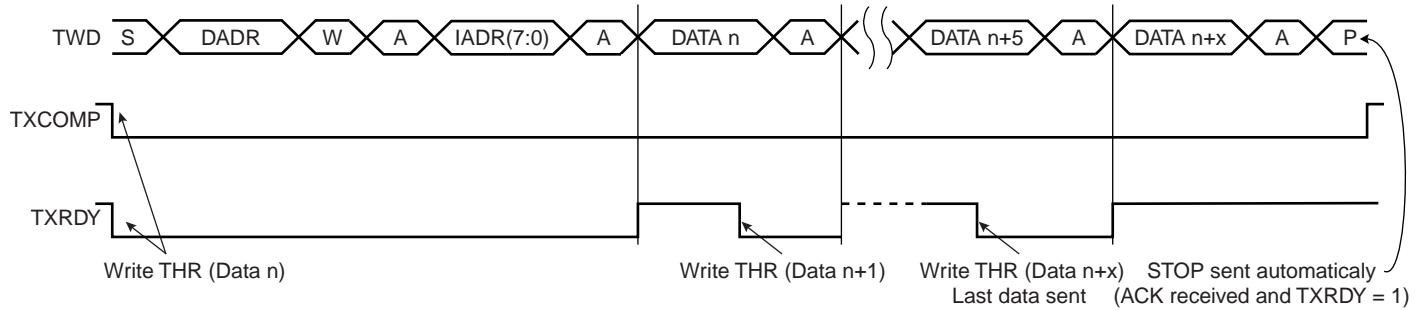 TWD S DADR W A IADR(7:0) A DATA n A DATA n+5 A DATA n+x A P
TXCOMP
TXRDY
Write THR (Data n) Write THR (Data n+1) Write THR (Data n+x) STOP sent automaticaly
Last data sent (ACK received and TXRDY = 1)